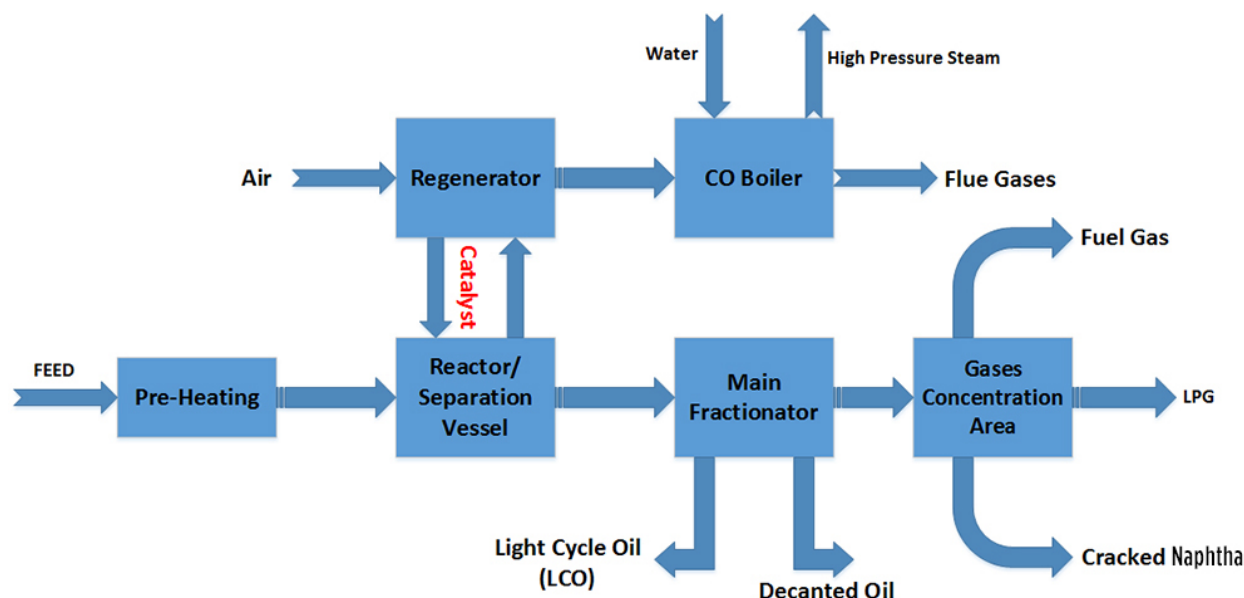 Water
High Pressure Steam
Air
Regenerator
CO Boiler
Flue Gases
Catalyst
Fuel Gas
FEED
Pre-Heating
Reactor/
Separation
Vessel
Main
Fractionator
Gases
Concentration
Area
LPG
Light Cycle Oil
(LCO)
Decanted Oil
Cracked Naphtha